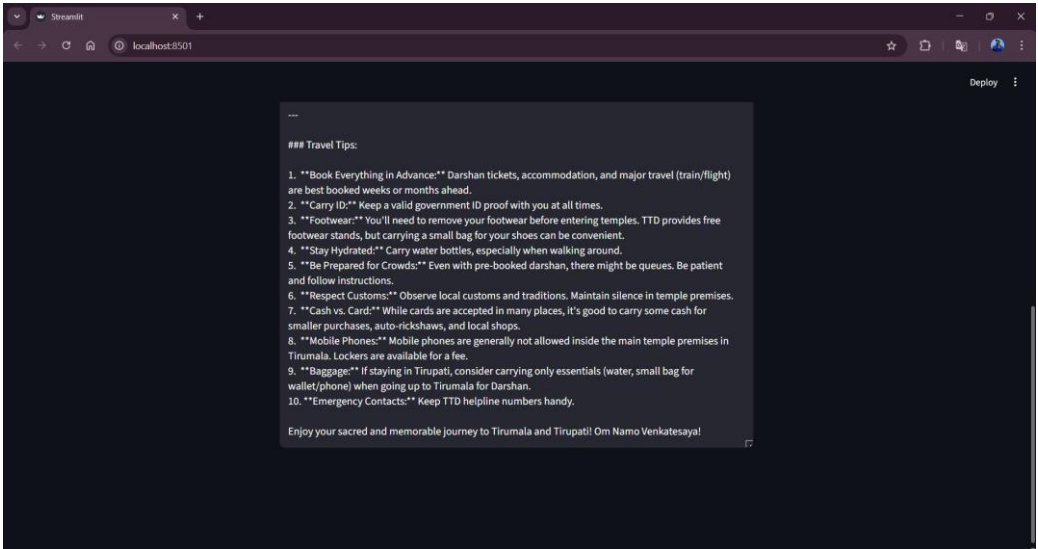 Streamlit
localhost:8501
Deploy
---
### Travel Tips:
1. **Book Everything in Advance:** Darshan tickets, accommodation, and major travel (train/flight)
are best booked weeks or months ahead.
2. **Carry ID:** Keep a valid government ID proof with you at all times.
3. **Footwear:** You'll need to remove your footwear before entering temples. TTD provides free
footwear stands, but carrying a small bag for your shoes can be convenient.
4. **Stay Hydrated:** Carry water bottles, especially when walking around.
5. **Be Prepared for Crowds:** Even with pre-booked darshan, there might be queues. Be patient
and follow instructions.
6. **Respect Customs:** Observe local customs and traditions. Maintain silence in temple premises.
7. **Cash vs. Card:** While cards are accepted in many places, it's good to carry some cash for
smaller purchases, auto-rickshaws, and local shops.
8. **Mobile Phones:** Mobile phones are generally not allowed inside the main temple premises in
Tirumala. Lockers are available for a fee.
9. **Baggage:** If staying in Tirupati, consider carrying only essentials (water, small bag for
wallet/phone) when going up to Tirumala for Darshan.
10. **Emergency Contacts:** Keep TTD helpline numbers handy.
Enjoy your sacred and memorable journey to Tirumala and Tirupati! Om Namo Venkatesaya!